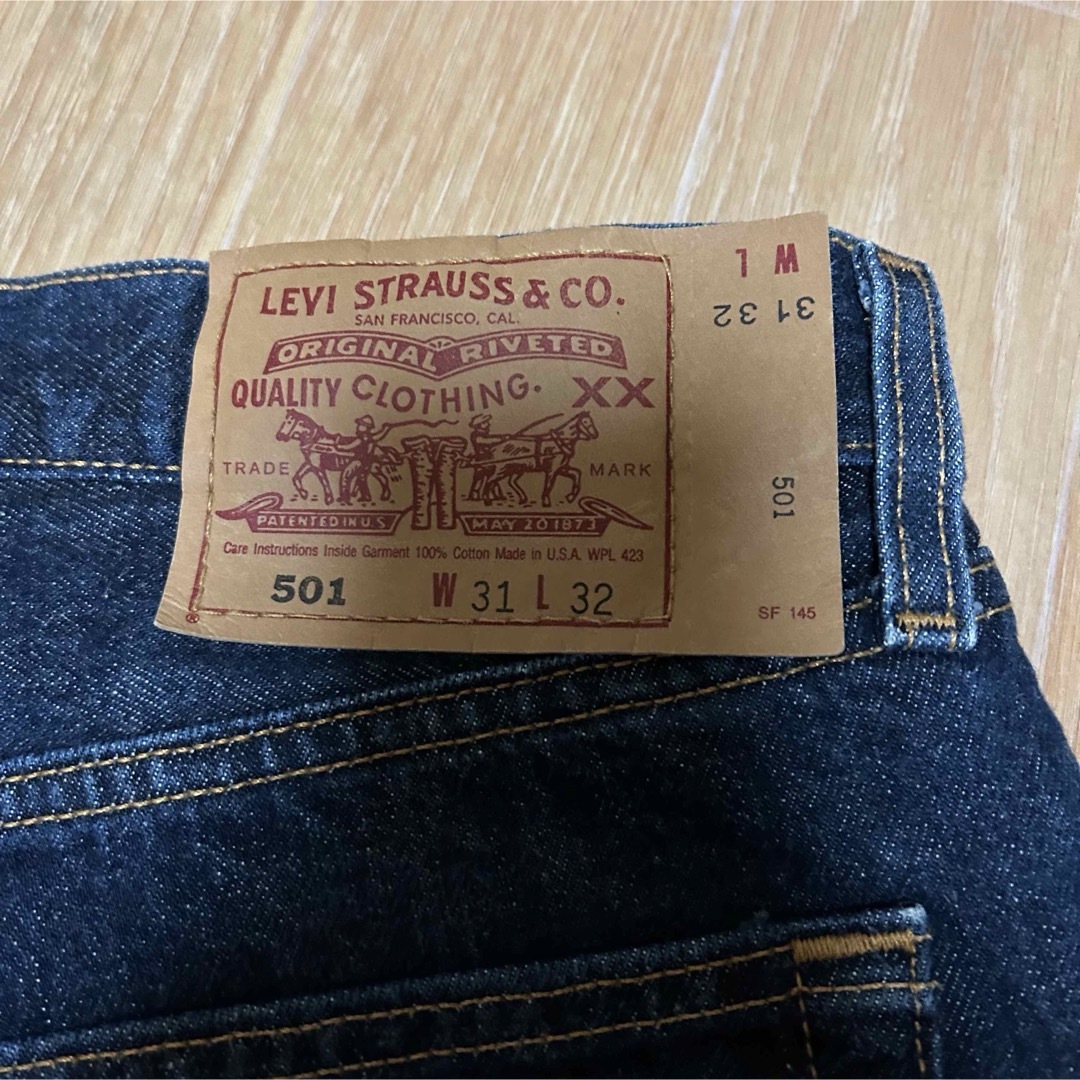 LEVI STRAUSS & CO.
SAN FRANCISCO, CAL.
ORIGINAL RIVETED
QUALITY CLOTHING. XX
TRADE MARK
PATENTED IN U.S. MAY 20 1873
Care Instructions Inside Garment 100% Cotton Made in U.S.A. WPL 423
501 W 31 L 32
®
W L
31 32
501
SF 145